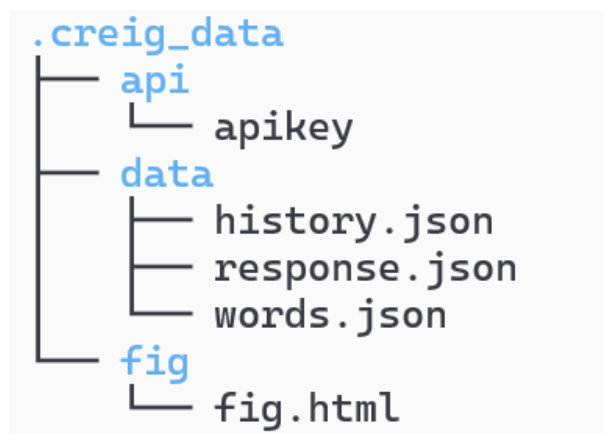 .creig_data
api
apikey
data
history.json
response.json
words.json
fig
fig.html